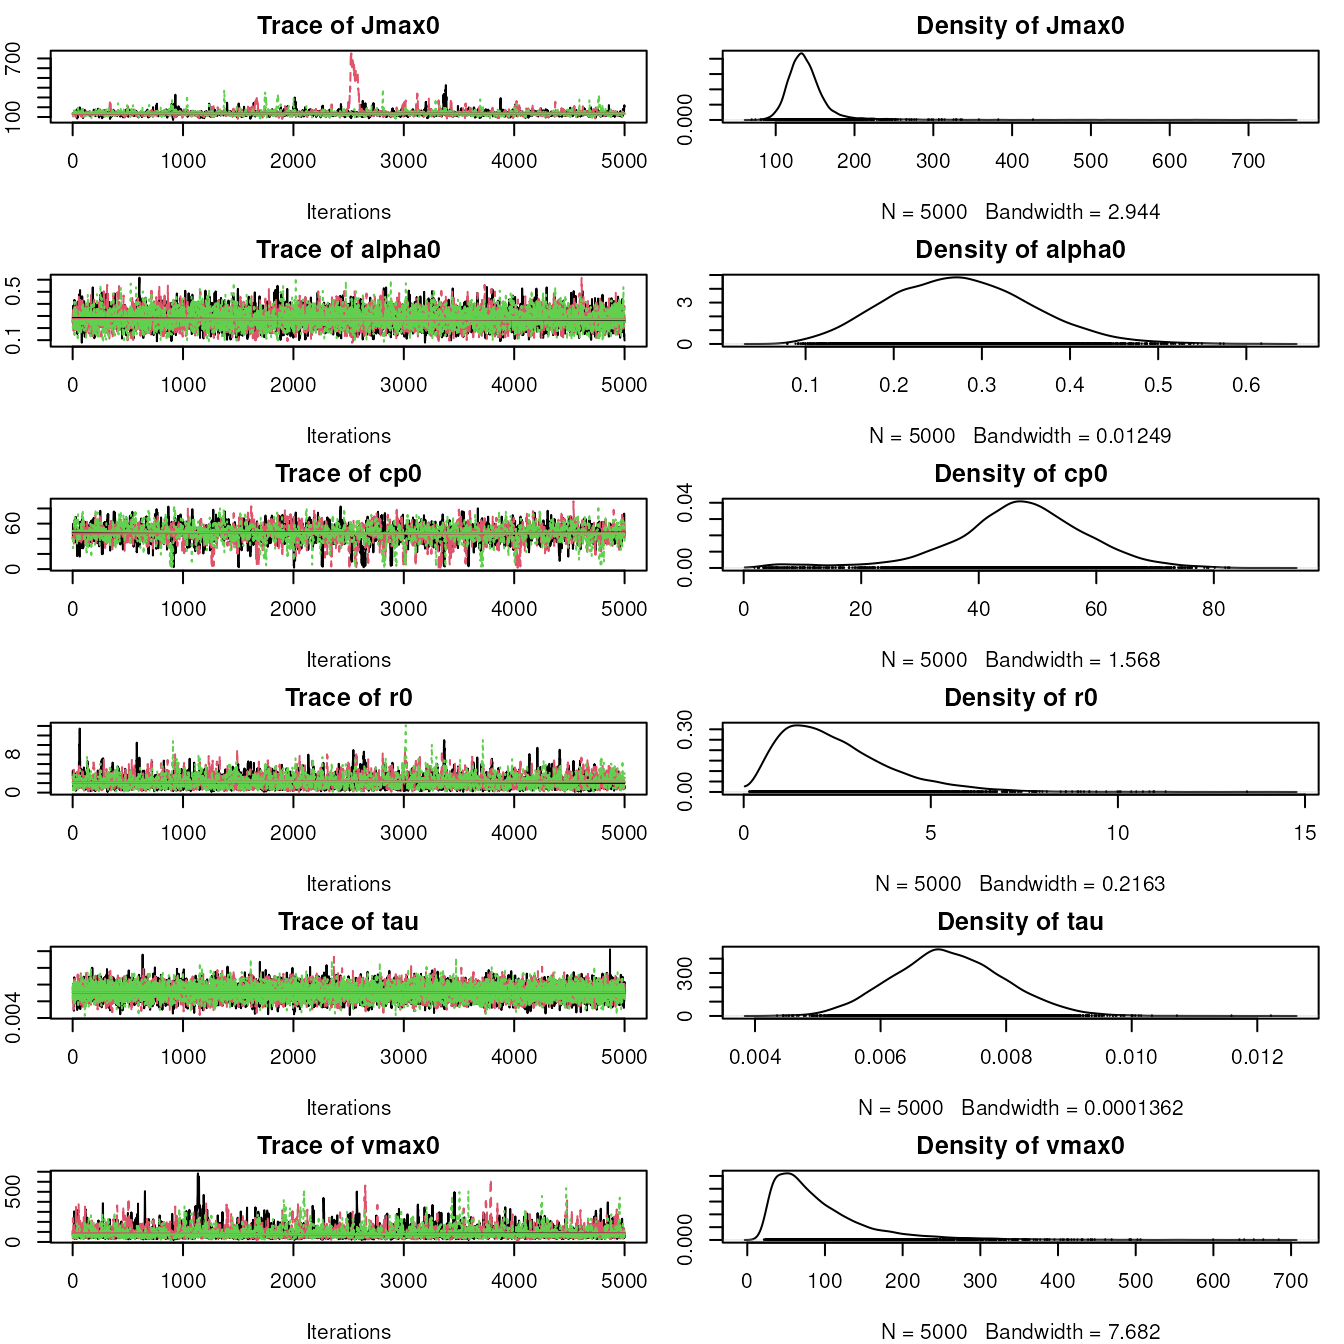 Trace of Jmax0
Density of Jmax0
100 700
0.000
0 1000 2000 3000 4000 5000
100 200 300 400 500 600 700
Iterations
N = 5000 Bandwidth = 2.944
Trace of alpha0
Density of alpha0
0.1 0.5
0 3
0 1000 2000 3000 4000 5000
0.1 0.2 0.3 0.4 0.5 0.6
Iterations
N = 5000 Bandwidth = 0.01249
Trace of cp0
Density of cp0
0 60
0.00 0.04
0 1000 2000 3000 4000 5000
0 20 40 60 80
Iterations
N = 5000 Bandwidth = 1.568
Trace of r0
Density of r0
0 8
0.00 0.30
0 1000 2000 3000 4000 5000
0 5 10 15
Iterations
N = 5000 Bandwidth = 0.2163
Trace of tau
Density of tau
0.004
0 300
0 1000 2000 3000 4000 5000
0.004 0.006 0.008 0.010 0.012
Iterations
N = 5000 Bandwidth = 0.0001362
Trace of vmax0
Density of vmax0
0 500
0.000
0 1000 2000 3000 4000 5000
0 100 200 300 400 500 600 700
Iterations
N = 5000 Bandwidth = 7.682